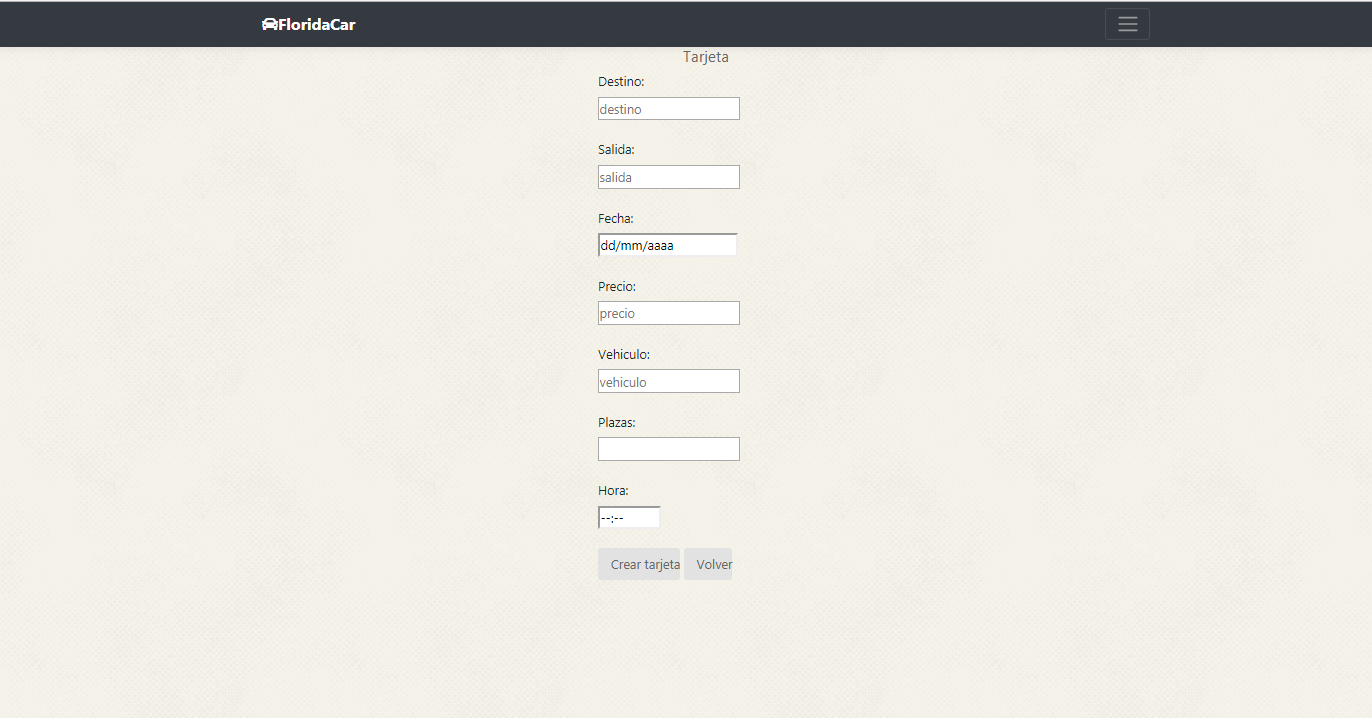 FloridaCar
Tarjeta
Destino:
destino
Salida:
salida
Fecha:
dd/mm/aaaa
Precio:
precio
Vehiculo:
vehiculo
Plazas:
Hora:
--:--
Crear tarjeta Volver